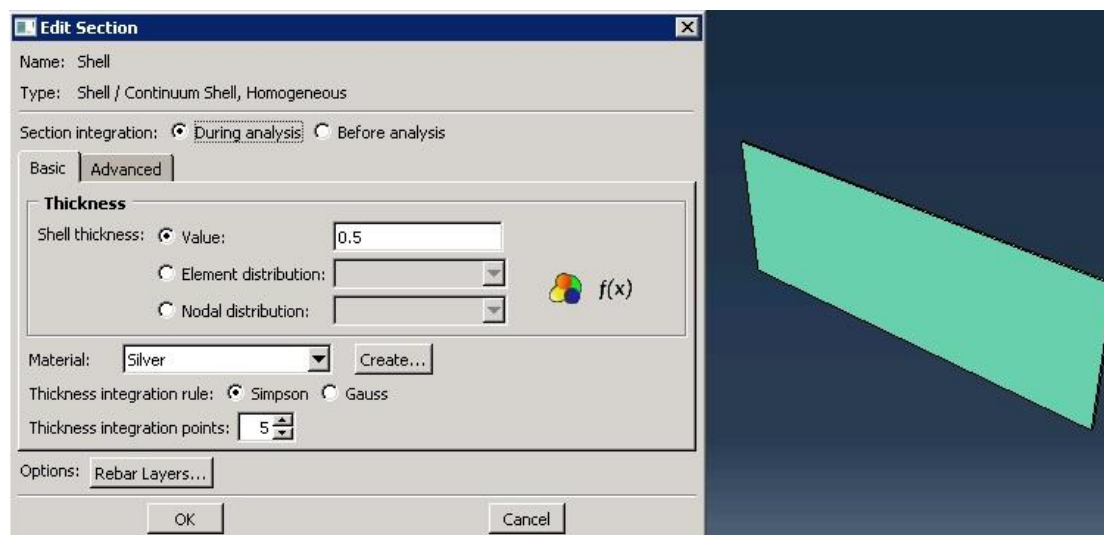 Edit Section
Name: Shell
Type: Shell / Continuum Shell, Homogeneous
Section integration: During analysis Before analysis
Basic Advanced
Thickness
Shell thickness: Value: 0.5
Element distribution: f(x)
Nodal distribution:
Material: Silver Create...
Thickness integration rule: Simpson Gauss
Thickness integration points: 5
Options: Rebar Layers...
OK Cancel